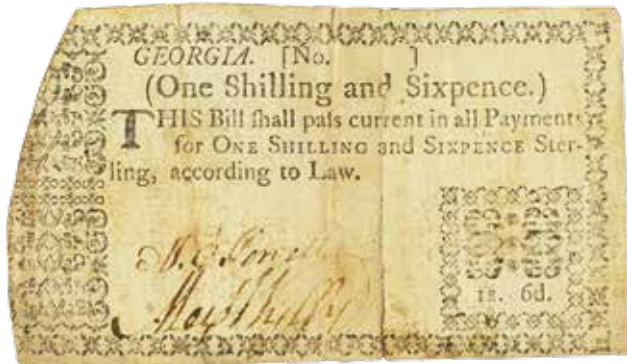 GEORGIA. [No. ]
(One Shilling and Sixpence.)
THIS Bill ſhall paſs current in all Payments
for ONE SHILLING and SIXPENCE Ster-
ling, according to Law.
1s. 6d.